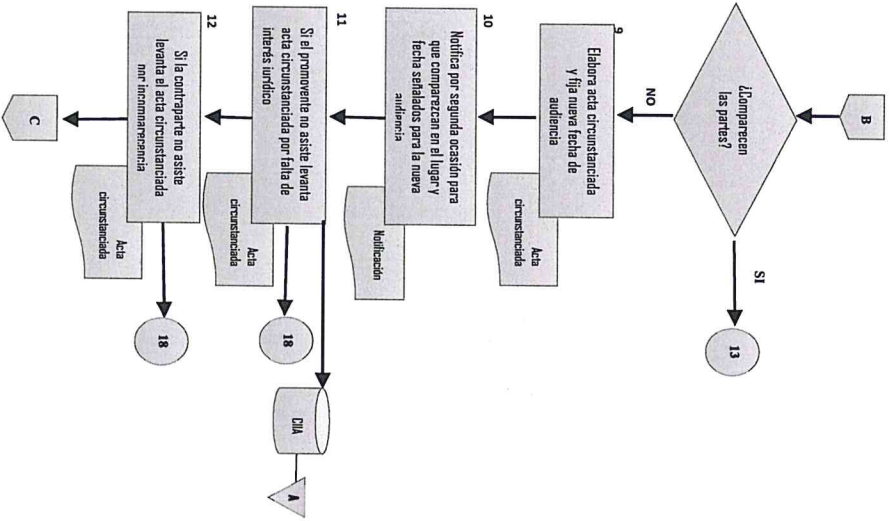 B
¿Comparecen
las partes?
SI
13
NO
9
Elabora acta circunstanciada
y fija nueva fecha de
audiencia
Acta
circunstanciada
10
Notifica por segunda ocasión para
que comparezcan en el lugar y
fecha señalados para la nueva
audiencia
Notificación
11
Si el promovente no asiste levanta
acta circunstanciada por falta de
interés jurídico
Acta
circunstanciada
18
CIIA
A
12
Si la contraparte no asiste
levanta el acta circunstanciada
por incomparecencia
Acta
circunstanciada
18
C